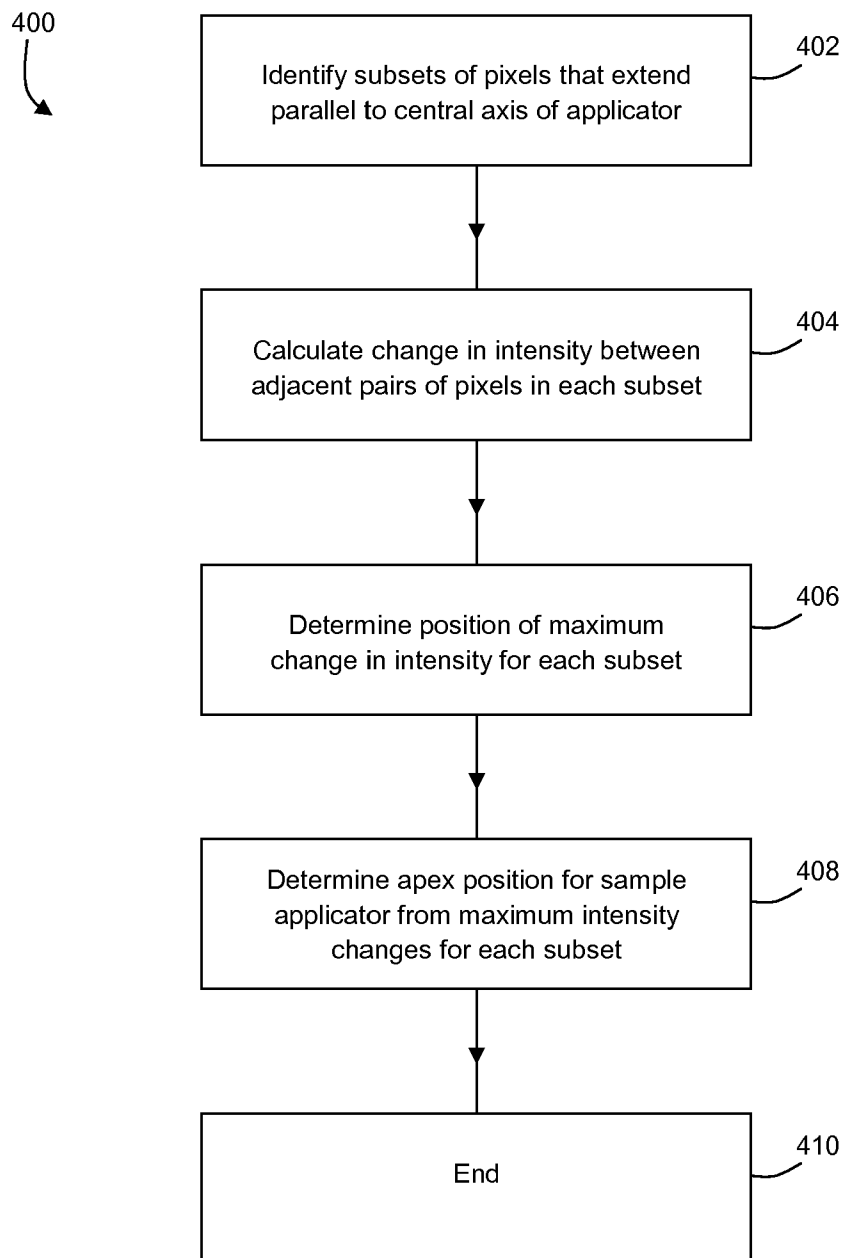 400
402
Identify subsets of pixels that extend
parallel to central axis of applicator
404
Calculate change in intensity between
adjacent pairs of pixels in each subset
406
Determine position of maximum
change in intensity for each subset
408
Determine apex position for sample
applicator from maximum intensity
changes for each subset
410
End